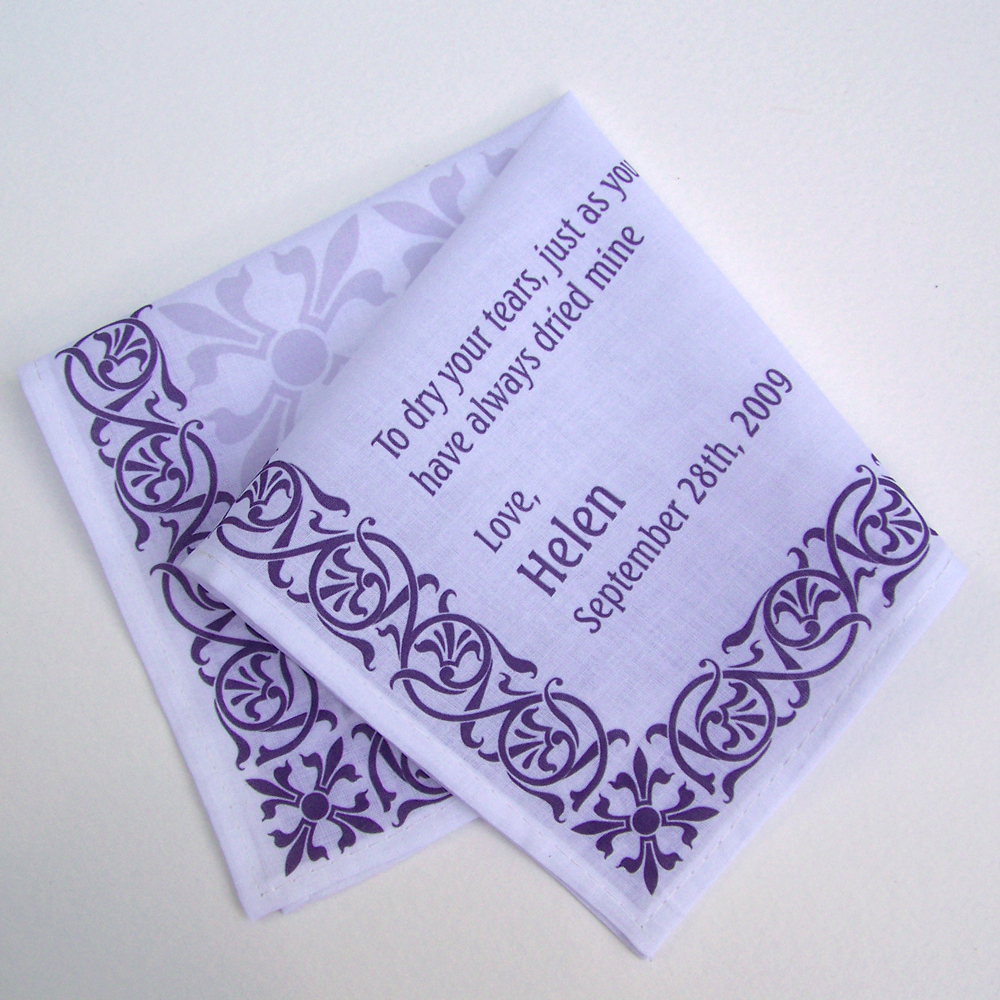 To dry your tears, just as you
have always dried mine
Love,
Helen
September 28th, 2009